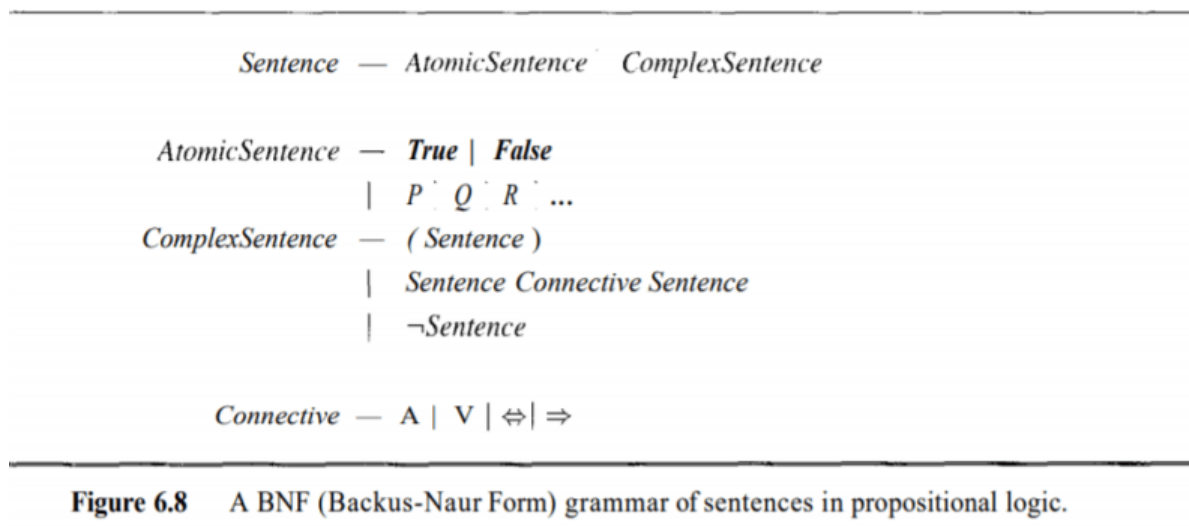 Sentence — AtomicSentence ComplexSentence
AtomicSentence — True | False
| P Q R ...
ComplexSentence — ( Sentence )
| Sentence Connective Sentence
| ¬Sentence
Connective — A | V | ⇔ | ⇒
Figure 6.8 A BNF (Backus-Naur Form) grammar of sentences in propositional logic.